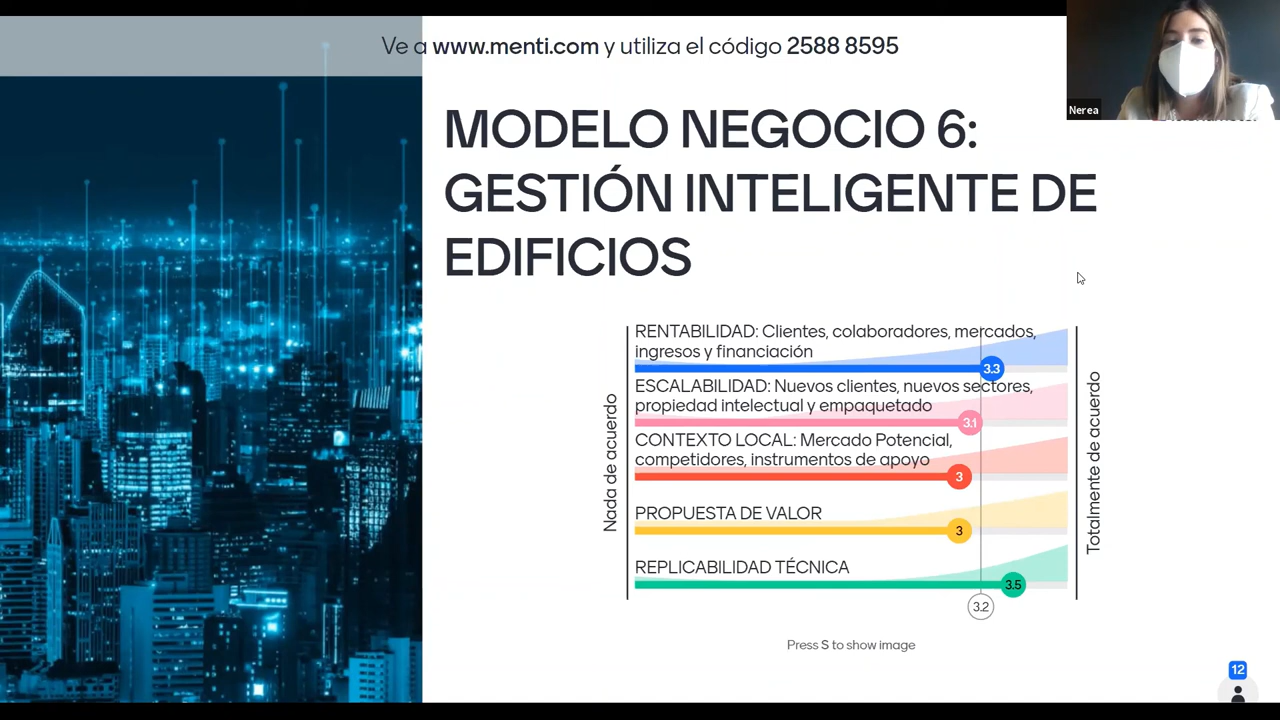 Ve a www.menti.com y utiliza el código 2588 8595
Nerea
MODELO NEGOCIO 6:
GESTIÓN INTELIGENTE DE
EDIFICIOS
Nada de acuerdo
RENTABILIDAD: Clientes, colaboradores, mercados,
ingresos y financiación
3.3
ESCALABILIDAD: Nuevos clientes, nuevos sectores,
propiedad intelectual y empaquetado
3.1
CONTEXTO LOCAL: Mercado Potencial,
competidores, instrumentos de apoyo
3
PROPUESTA DE VALOR
3
REPLICABILIDAD TÉCNICA
3.5
3.2
Totalmente de acuerdo
Press S to show image
12